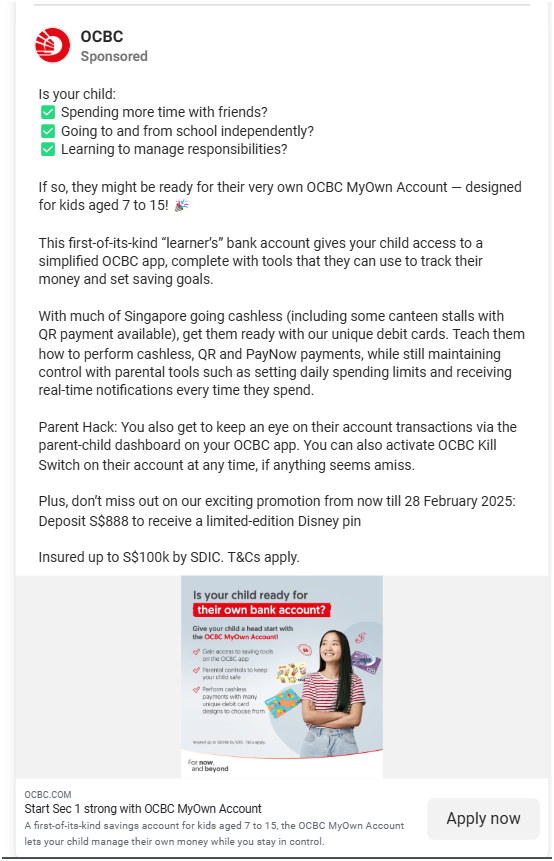 OCBC
Sponsored
Is your child:
✅ Spending more time with friends?
✅ Going to and from school independently?
✅ Learning to manage responsibilities?
If so, they might be ready for their very own OCBC MyOwn Account — designed
for kids aged 7 to 15! 🎉
This first-of-its-kind “learner’s” bank account gives your child access to a
simplified OCBC app, complete with tools that they can use to track their
money and set saving goals.
With much of Singapore going cashless (including some canteen stalls with
QR payment available), get them ready with our unique debit cards. Teach them
how to perform cashless, QR and PayNow payments, while still maintaining
control with parental tools such as setting daily spending limits and receiving
real-time notifications every time they spend.
Parent Hack: You also get to keep an eye on their account transactions via the
parent-child dashboard on your OCBC app. You can also activate OCBC Kill
Switch on their account at any time, if anything seems amiss.
Plus, don’t miss out on our exciting promotion from now till 28 February 2025:
Deposit S$888 to receive a limited-edition Disney pin
Insured up to S$100k by SDIC. T&Cs apply.
Is your child ready for
their own bank account?
Give your child a head start with
the OCBC MyOwn Account!
Gain access to saving tools
on the OCBC app
Parental controls to keep
your child safe
Perform cashless
payments with many
unique debit card
designs to choose from
For now,
and beyond
OCBC.COM
Start Sec 1 strong with OCBC MyOwn Account
A first-of-its-kind savings account for kids aged 7 to 15, the OCBC MyOwn Account
lets your child manage their own money while you stay in control.
Apply now